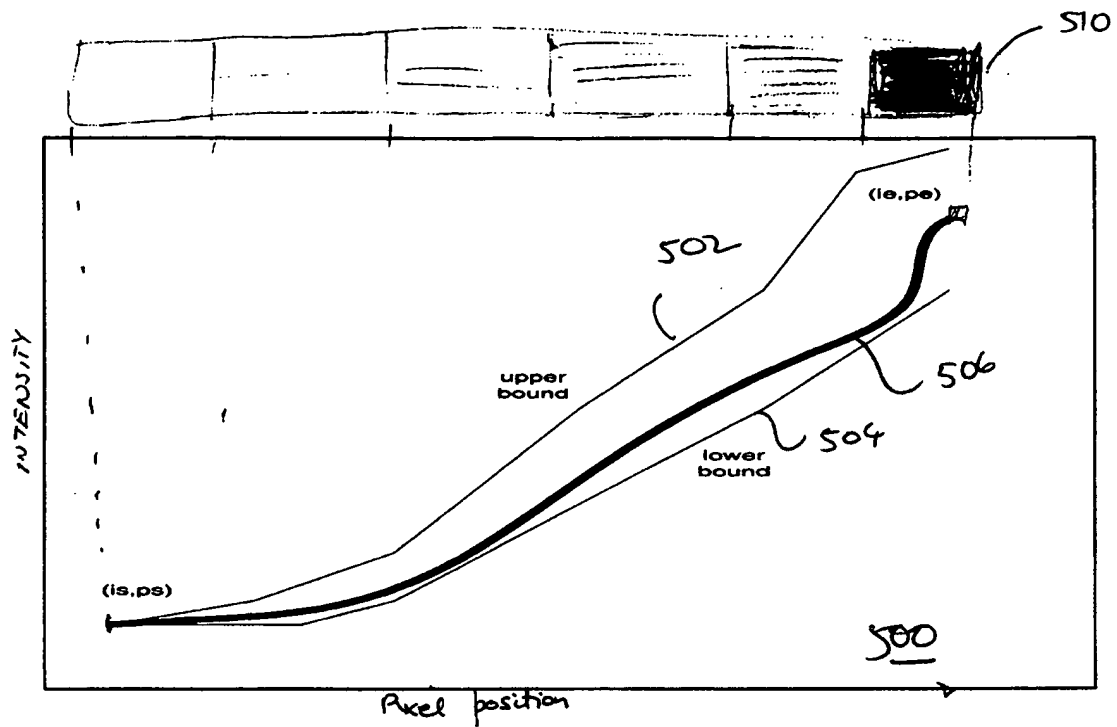 510
(ie,pe)
502
INTENSITY
upper
bound
506
504
lower
bound
(is,ps)
500
Pixel position